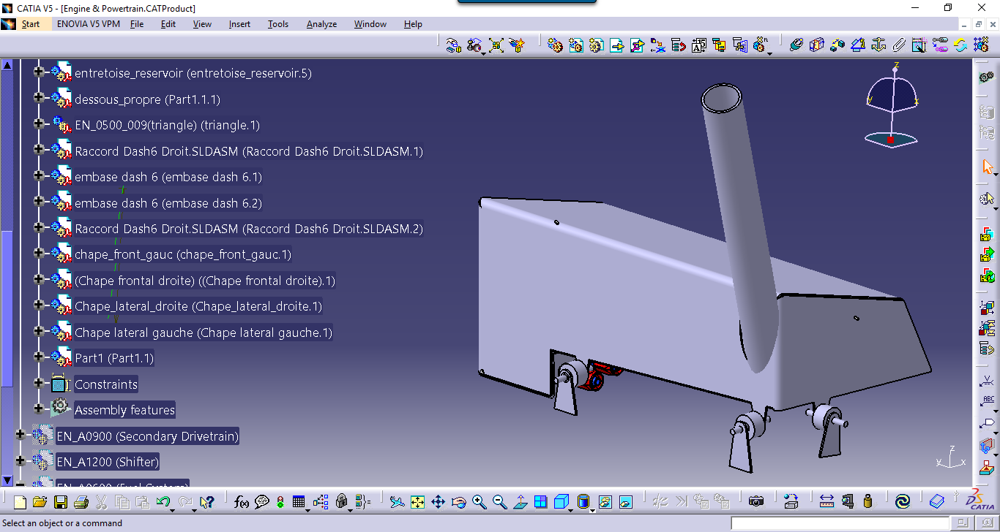 CATIA V5 - [Engine & Powertrain.CATProduct]
Start ENOVIA V5 VPM File Edit View Insert Tools Analyze Window Help
entretoise_reservoir (entretoise_reservoir.5)
dessous_propre (Part1.1.1)
EN_0500_009(triangle) (triangle.1)
Raccord Dash6 Droit.SLDASM (Raccord Dash6 Droit.SLDASM.1)
embase dash 6 (embase dash 6.1)
embase dash 6 (embase dash 6.2)
Raccord Dash6 Droit.SLDASM (Raccord Dash6 Droit.SLDASM.2)
chape_front_gauc (chape_front_gauc.1)
(Chape frontal droite) ((Chape frontal droite).1)
Chape_lateral_droite (Chape_lateral_droite.1)
Chape lateral gauche (Chape lateral gauche.1)
Part1 (Part1.1)
Constraints
Assembly features
EN_A0900 (Secondary Drivetrain)
EN_A1200 (Shifter)
EN_A0600 (Fuel System)
z
y x
z
y x
ABC
f(x)
DS CATIA
Select an object or a command